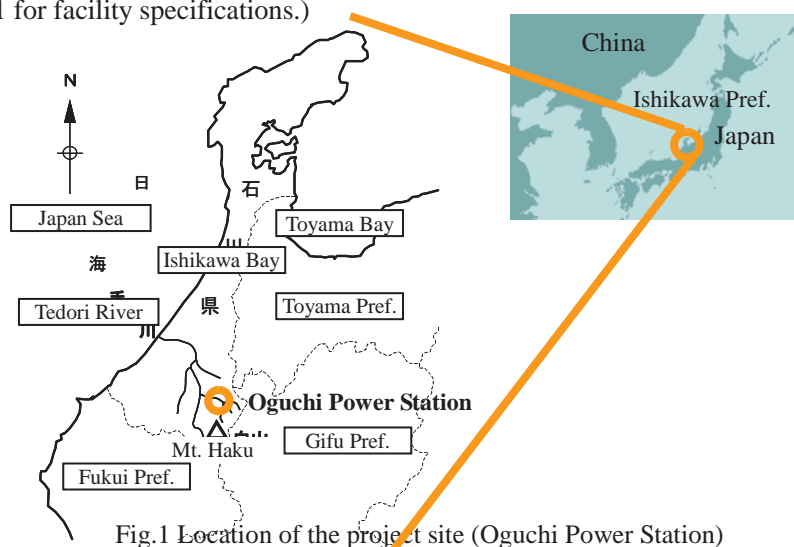 1 for facility specifications.)
China
N
Ishikawa Pref.
Japan
日
石
Japan Sea
Toyama Bay
川
Ishikawa Bay
海
県
Toyama Pref.
Tedori River
川
Oguchi Power Station
Mt. Haku
Gifu Pref.
Fukui Pref.
Fig.1 Location of the project site (Oguchi Power Station)